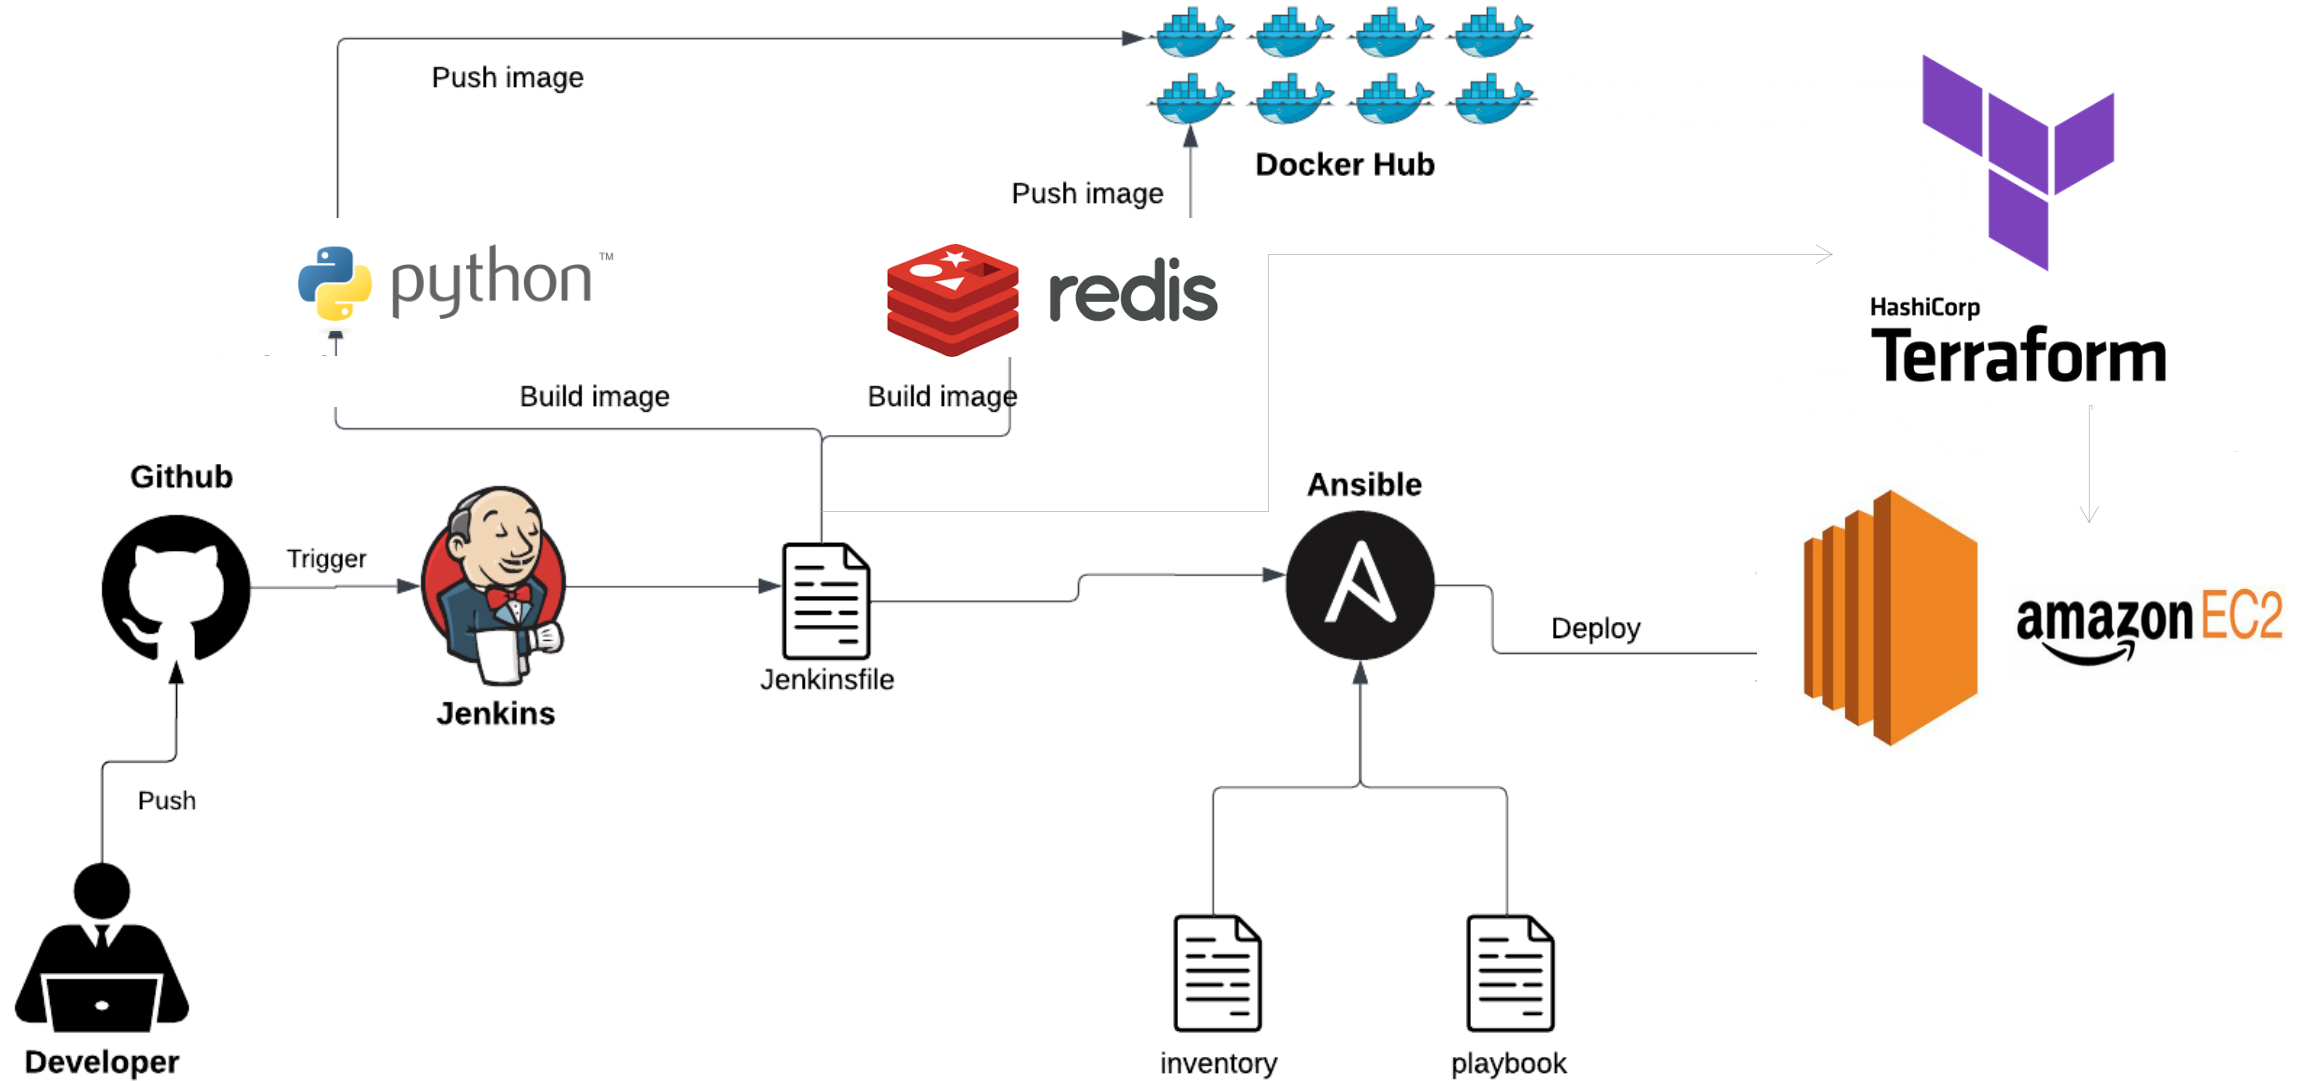 Push image
Docker Hub
Push image
python™
redis
HashiCorp
Terraform
Build image
Build image
Github
Ansible
Trigger
Deploy
amazon EC2
Jenkinsfile
Jenkins
Push
Developer
inventory
playbook